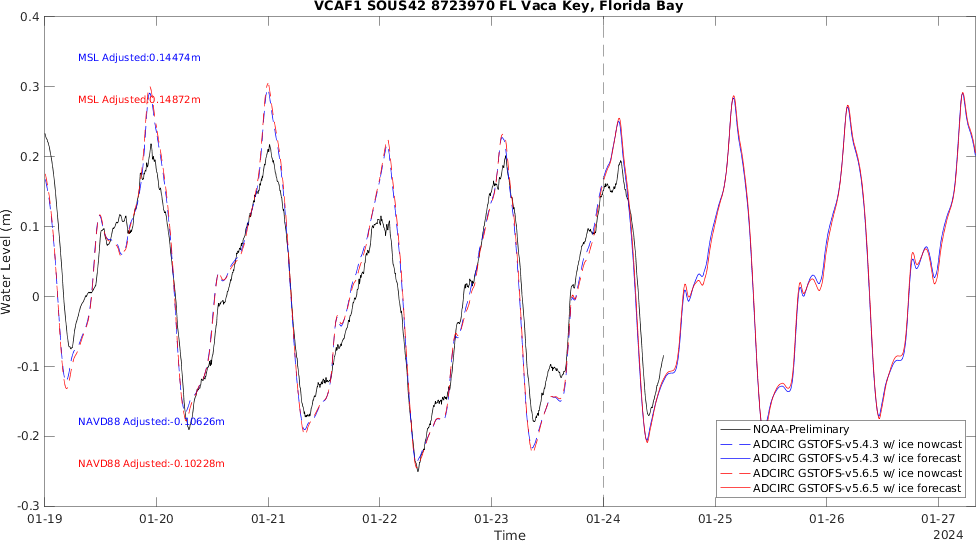 VCAF1 SOUS42 8723970 FL Vaca Key, Florida Bay
0.4
MSL Adjusted:0.14474m
0.3
MSL Adjusted:0.14872m
0.2
0.1
Water Level (m)
0
-0.1
NAVD88 Adjusted:-0.10626m
NOAA-Preliminary
-0.2
ADCIRC GSTOFS-v5.4.3 w/ ice nowcast
ADCIRC GSTOFS-v5.4.3 w/ ice forecast
NAVD88 Adjusted:-0.10228m
ADCIRC GSTOFS-v5.6.5 w/ ice nowcast
ADCIRC GSTOFS-v5.6.5 w/ ice forecast
-0.3
01-19 01-20 01-21 01-22 01-23 01-24 01-25 01-26 01-27
Time
2024